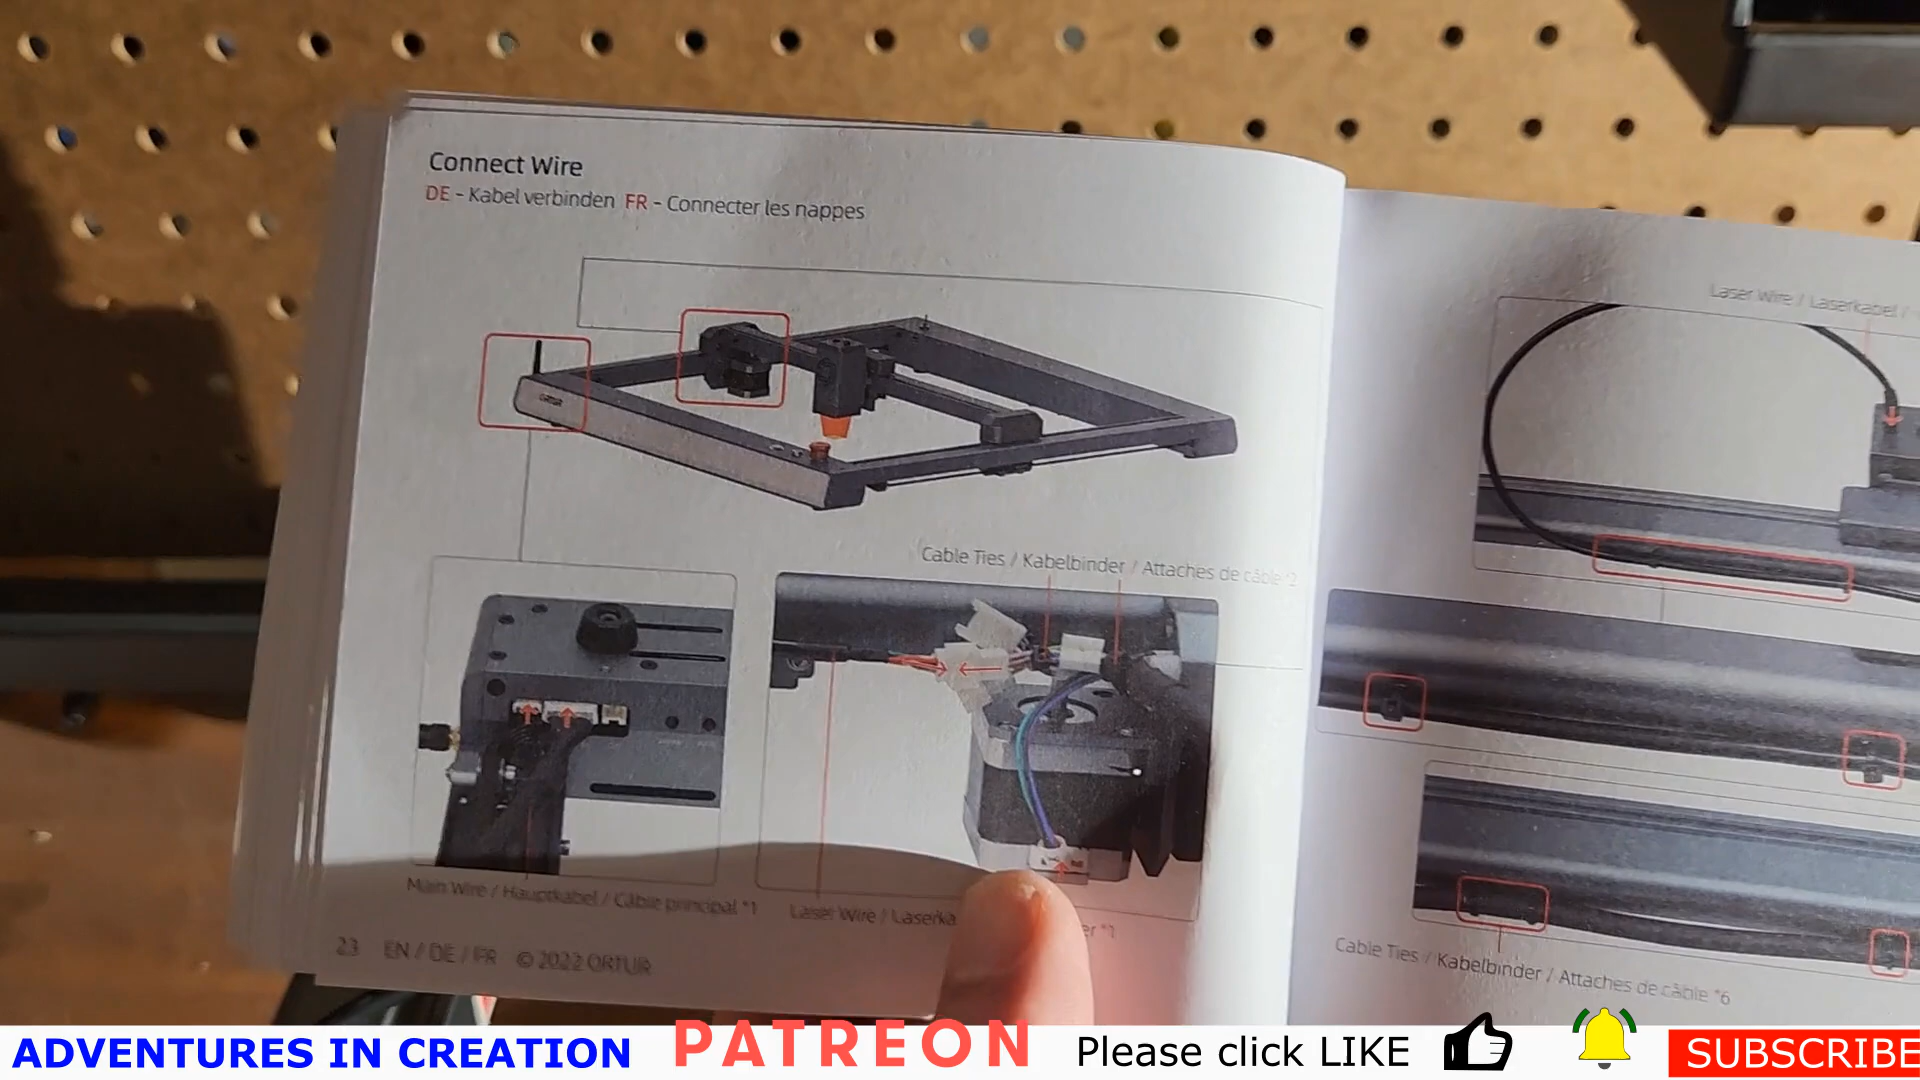 Connect Wire
DE - Kabel verbinden FR - Connecter les nappes
Laser Wire / Laserkabel /
Cable Ties / Kabelbinder / Attaches de câble *2
Main Wire / Hauptkabel / Câble principal *1
Laser Wire / Laserka
er *1
23 EN / DE / FR © 2022 ORTUR
Cable Ties / Kabelbinder / Attaches de câble *6
ADVENTURES IN CREATION
PATREON
Please click LIKE
SUBSCRIBE